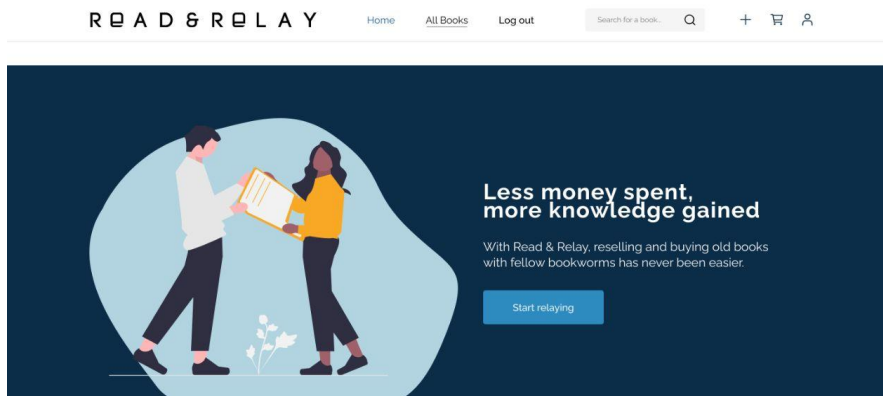 READ&RELAY
Home
All Books
Log out
Search for a book...
Less money spent,
more knowledge gained
With Read & Relay, reselling and buying old books
with fellow bookworms has never been easier.
Start relaying